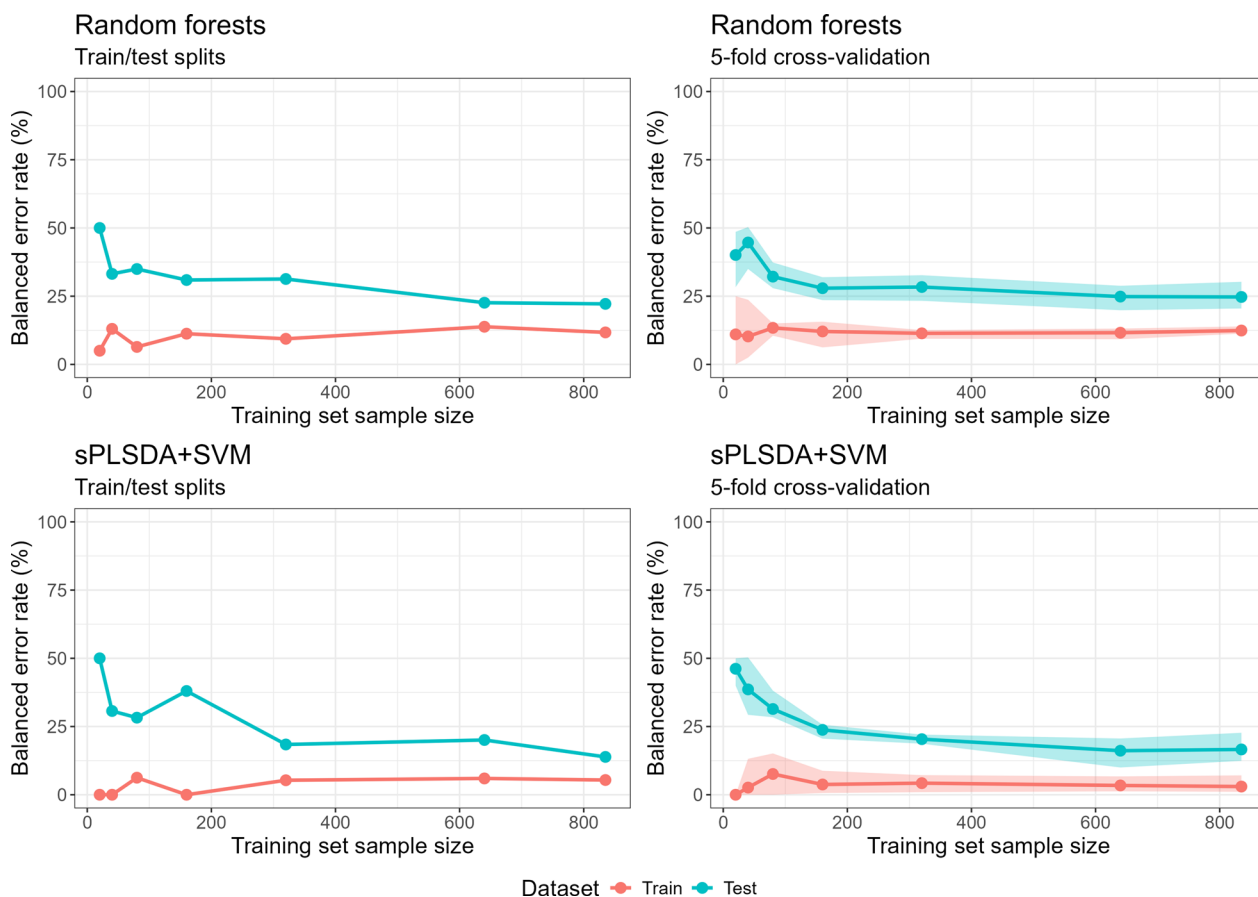 Random forests
Train/test splits
Balanced error rate (%)
100
75
50
25
0
0 200 400 600 800
Training set sample size
Random forests
5-fold cross-validation
Balanced error rate (%)
100
75
50
25
0
0 200 400 600 800
Training set sample size
sPLSDA+SVM
Train/test splits
Balanced error rate (%)
100
75
50
25
0
0 200 400 600 800
Training set sample size
sPLSDA+SVM
5-fold cross-validation
Balanced error rate (%)
100
75
50
25
0
0 200 400 600 800
Training set sample size
Dataset Train Test